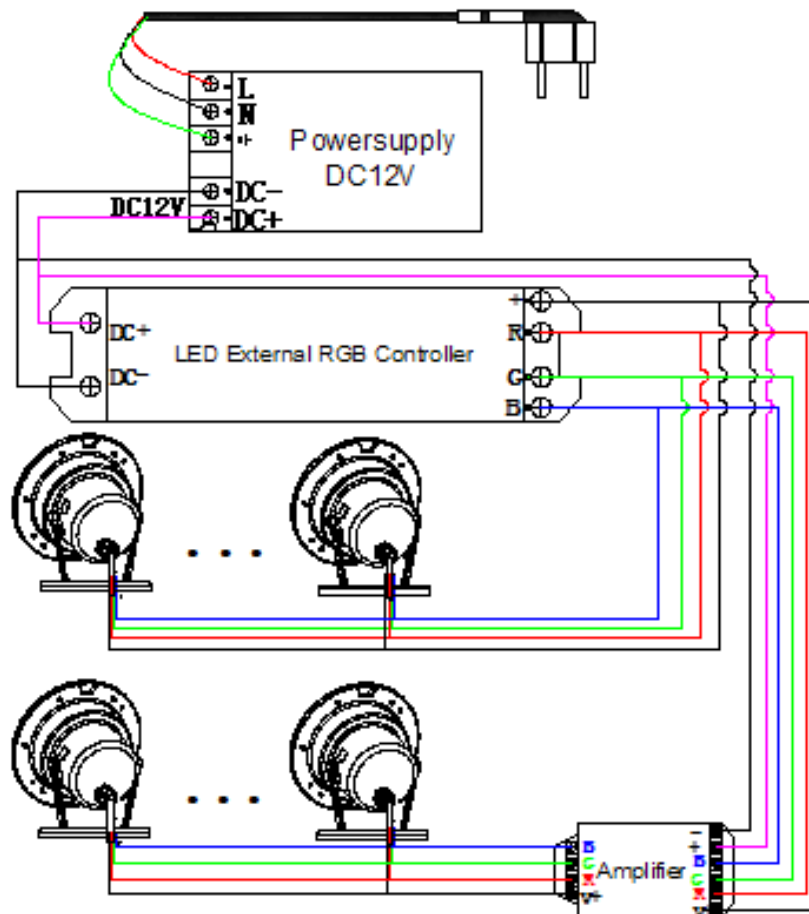 L
N
Powersupply
DC12V
DC-
DC12V
DC+
+
DC+
R
LED External RGB Controller
DC-
G
B
-
B
+
G
B
Amplifier
G
V+